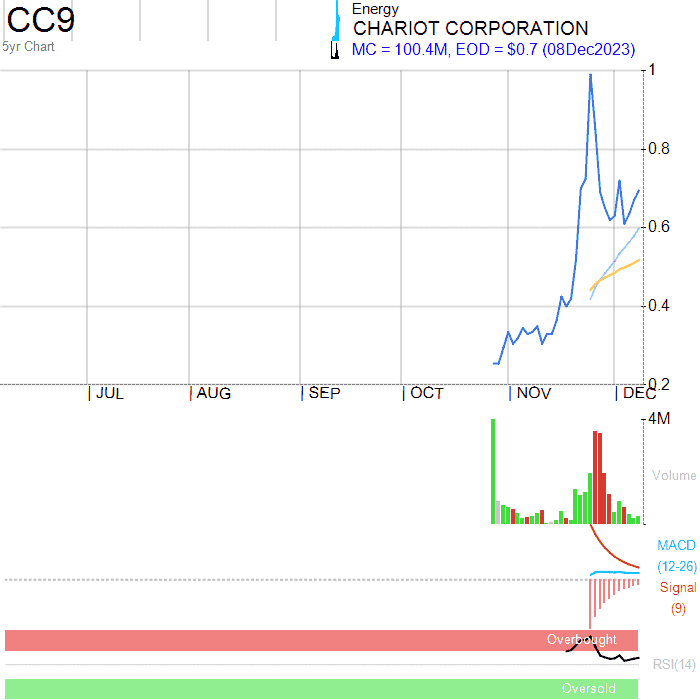 CC9
5yr Chart
Energy
CHARIOT CORPORATION
MC = 100.4M, EOD = $0.7 (08Dec2023)
1
0.8
0.6
0.4
0.2
JUL
AUG
SEP
OCT
NOV
DEC
4M
Volume
MACD
(12-26)
Signal
(9)
Overbought
RSI(14)
Oversold